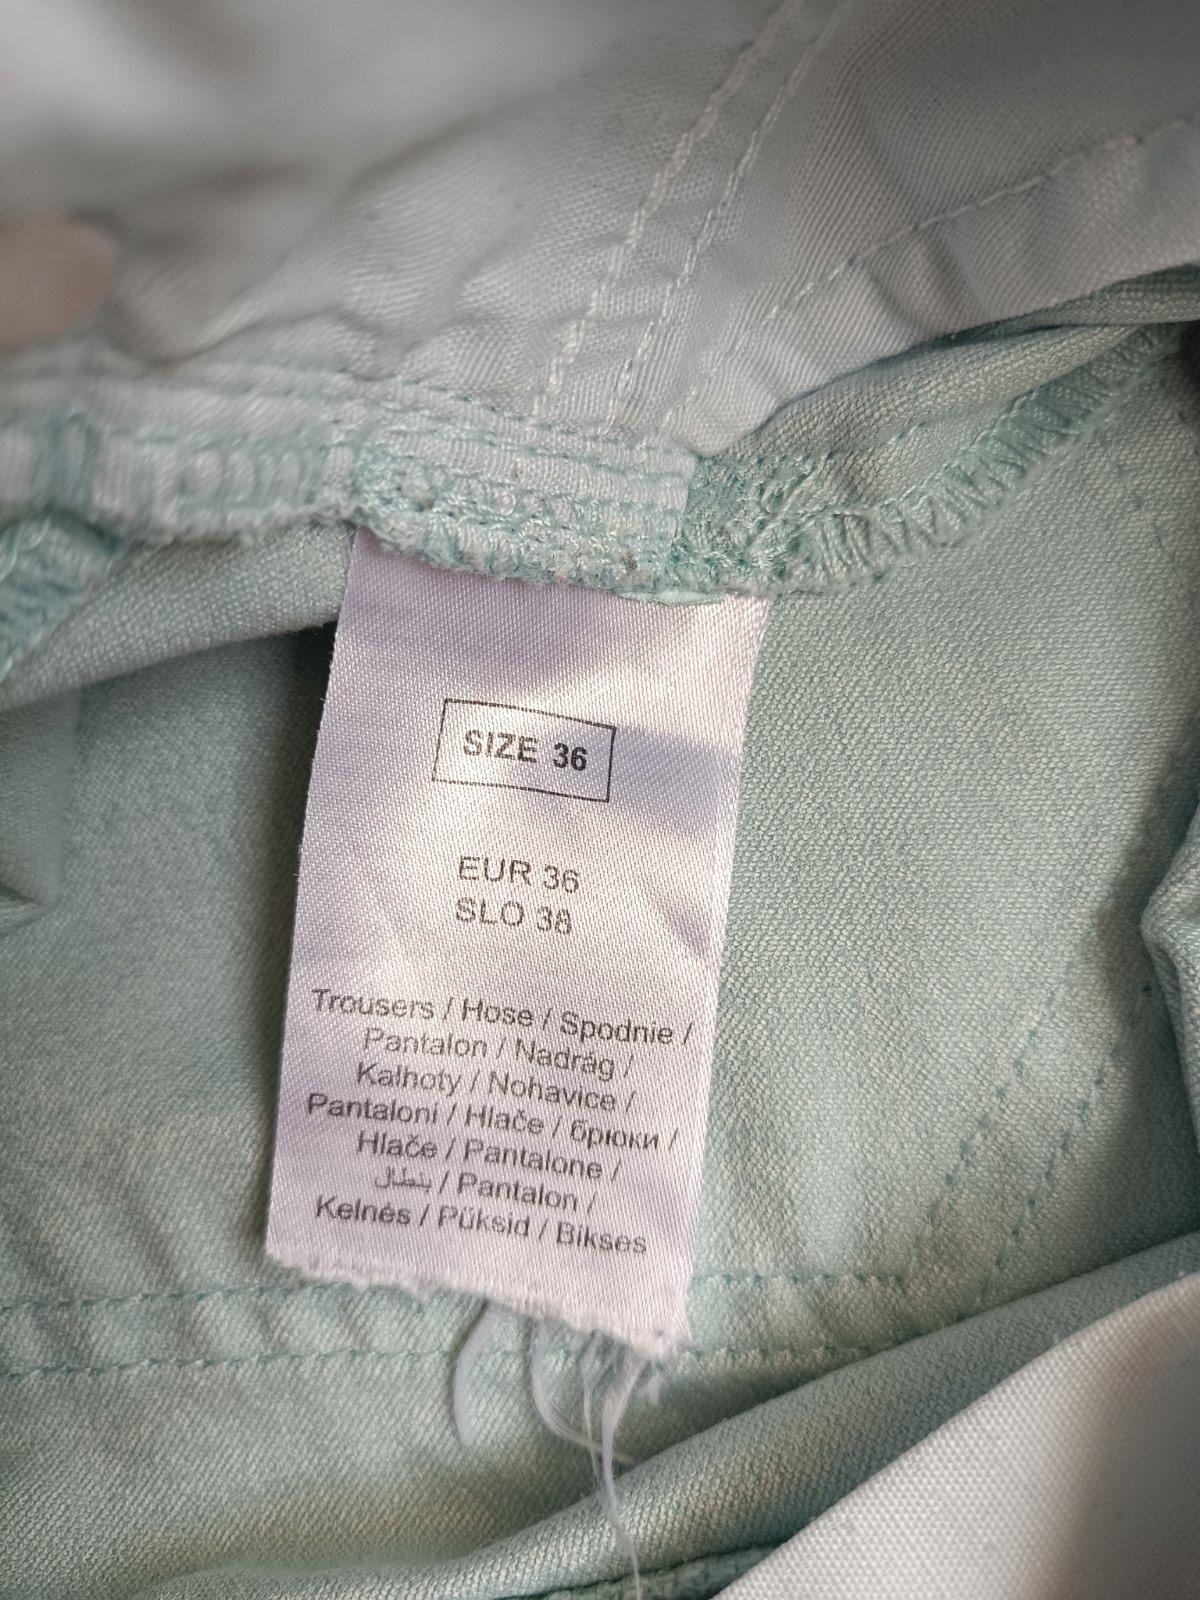 SIZE 36
EUR 36
SLO 38
Trousers / Hose / Spodnie /
Pantalon / Nadrág /
Kalhoty / Nohavice /
Pantaloni / Hlače / брюки /
Hlače / Pantalone /
بنطال / Pantalon /
Kelnės / Püksid / Bikses